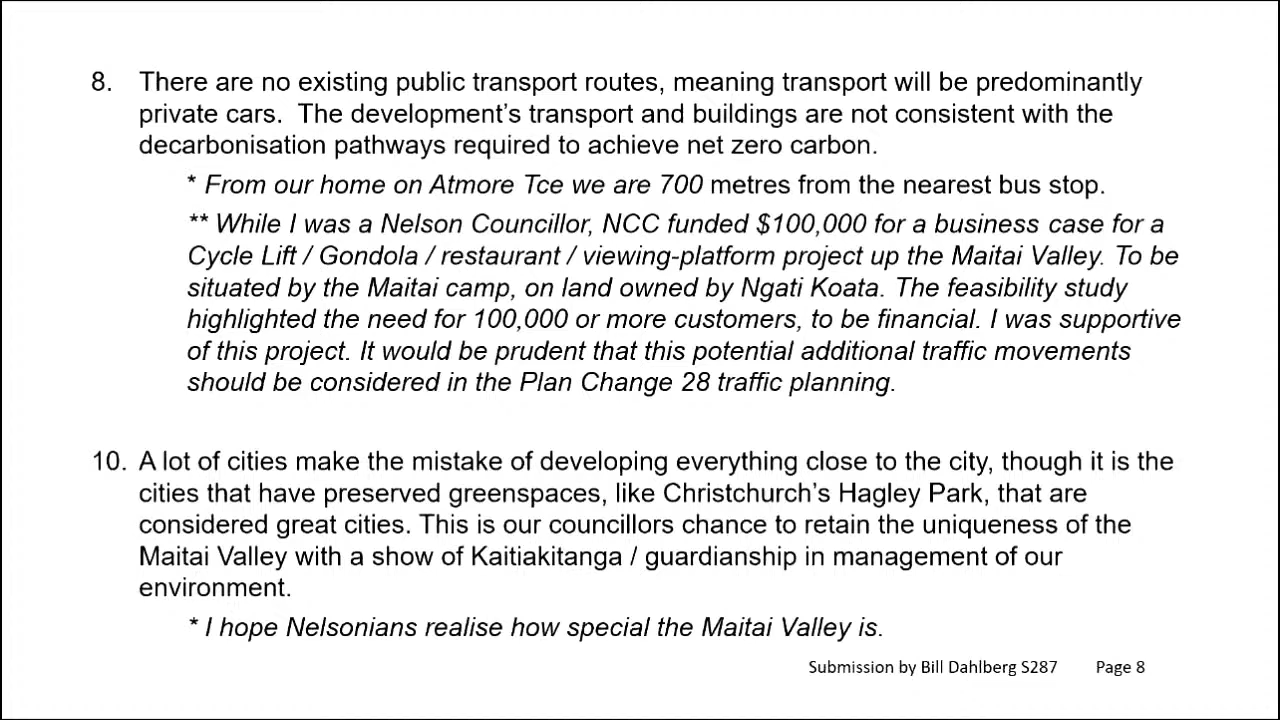 8. There are no existing public transport routes, meaning transport will be predominantly
private cars. The development's transport and buildings are not consistent with the
decarbonisation pathways required to achieve net zero carbon.
* From our home on Atmore Tce we are 700 metres from the nearest bus stop.
** While I was a Nelson Councillor, NCC funded $100,000 for a business case for a
Cycle Lift / Gondola / restaurant / viewing-platform project up the Maitai Valley. To be
situated by the Maitai camp, on land owned by Ngati Koata. The feasibility study
highlighted the need for 100,000 or more customers, to be financial. I was supportive
of this project. It would be prudent that this potential additional traffic movements
should be considered in the Plan Change 28 traffic planning.
10. A lot of cities make the mistake of developing everything close to the city, though it is the
cities that have preserved greenspaces, like Christchurch's Hagley Park, that are
considered great cities. This is our councillors chance to retain the uniqueness of the
Maitai Valley with a show of Kaitiakitanga / guardianship in management of our
environment.
* I hope Nelsonians realise how special the Maitai Valley is.
Submission by Bill Dahlberg S287 Page 8